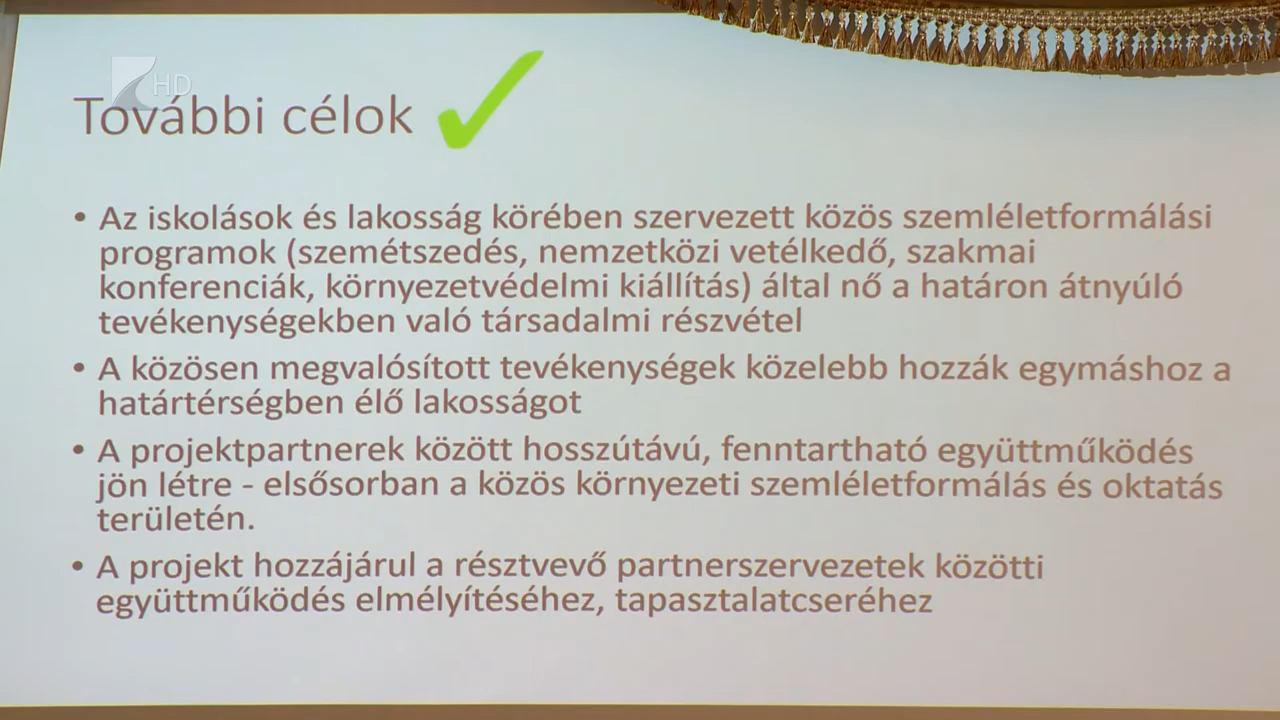 HD
További célok
• Az iskolások és lakosság körében szervezett közös szemléletformálási
programok (szemétszedés, nemzetközi vetélkedő, szakmai
konferenciák, környezetvédelmi kiállítás) által nő a határon átnyúló
tevékenységekben való társadalmi részvétel
• A közösen megvalósított tevékenységek közelebb hozzák egymáshoz a
határtérségben élő lakosságot
• A projektpartnerek között hosszútávú, fenntartható együttműködés
jön létre - elsősorban a közös környezeti szemléletformálás és oktatás
területén.
• A projekt hozzájárul a résztvevő partnerszervezetek közötti
együttműködés elmélyítéséhez, tapasztalatcseréhez